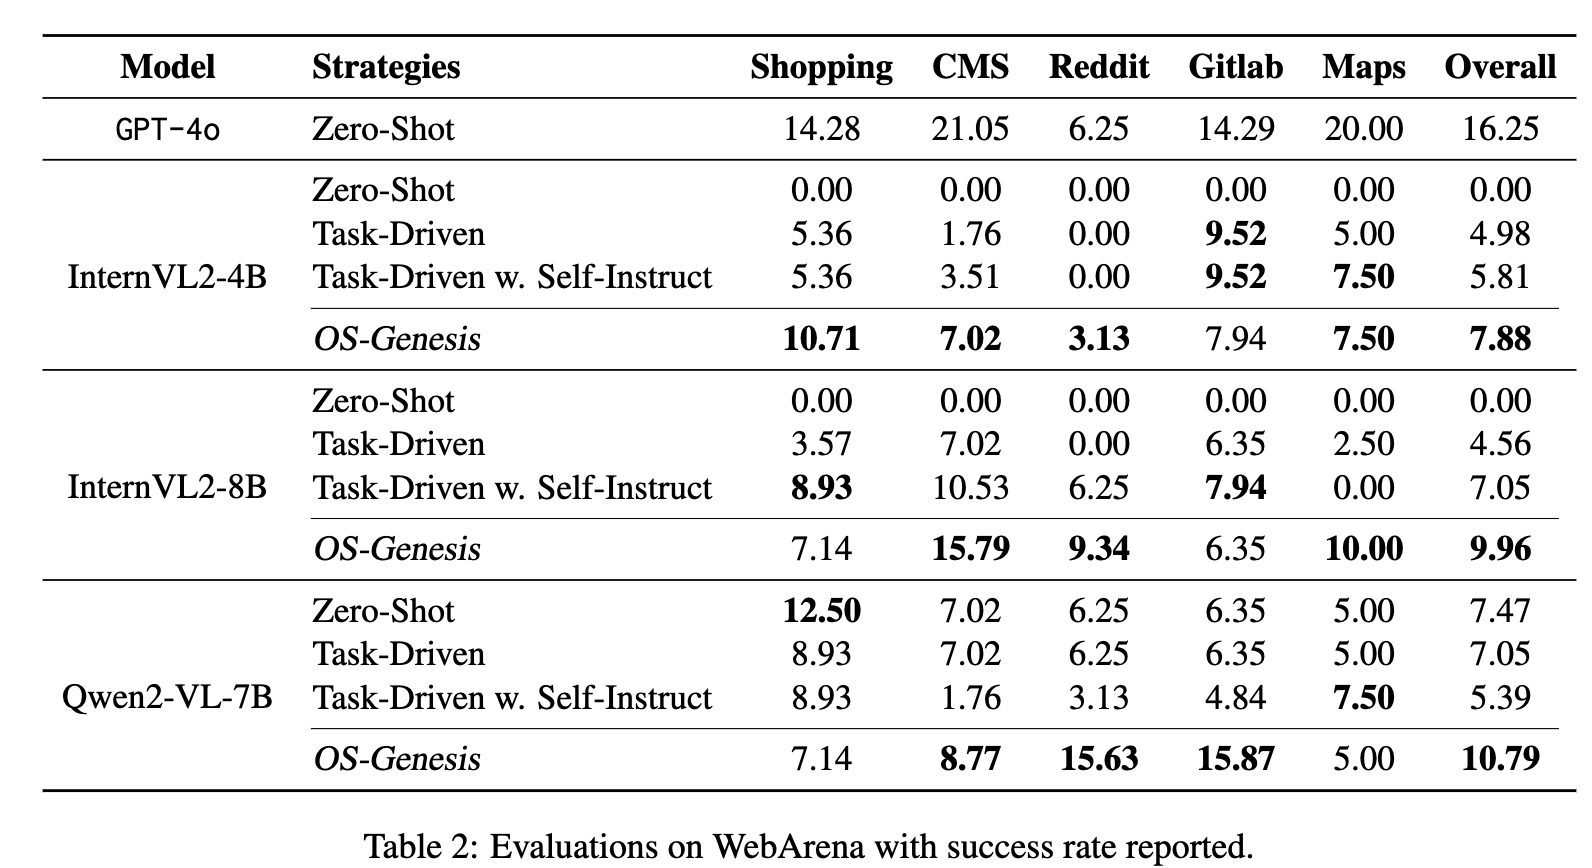 Model Strategies Shopping CMS Reddit Gitlab Maps Overall
GPT-4o Zero-Shot 14.28 21.05 6.25 14.29 20.00 16.25
Zero-Shot 0.00 0.00 0.00 0.00 0.00 0.00
Task-Driven 5.36 1.76 0.00 9.52 5.00 4.98
InternVL2-4B Task-Driven w. Self-Instruct 5.36 3.51 0.00 9.52 7.50 5.81
OS-Genesis 10.71 7.02 3.13 7.94 7.50 7.88
Zero-Shot 0.00 0.00 0.00 0.00 0.00 0.00
Task-Driven 3.57 7.02 0.00 6.35 2.50 4.56
InternVL2-8B Task-Driven w. Self-Instruct 8.93 10.53 6.25 7.94 0.00 7.05
OS-Genesis 7.14 15.79 9.34 6.35 10.00 9.96
Zero-Shot 12.50 7.02 6.25 6.35 5.00 7.47
Task-Driven 8.93 7.02 6.25 6.35 5.00 7.05
Qwen2-VL-7B Task-Driven w. Self-Instruct 8.93 1.76 3.13 4.84 7.50 5.39
OS-Genesis 7.14 8.77 15.63 15.87 5.00 10.79
Table 2: Evaluations on WebArena with success rate reported.